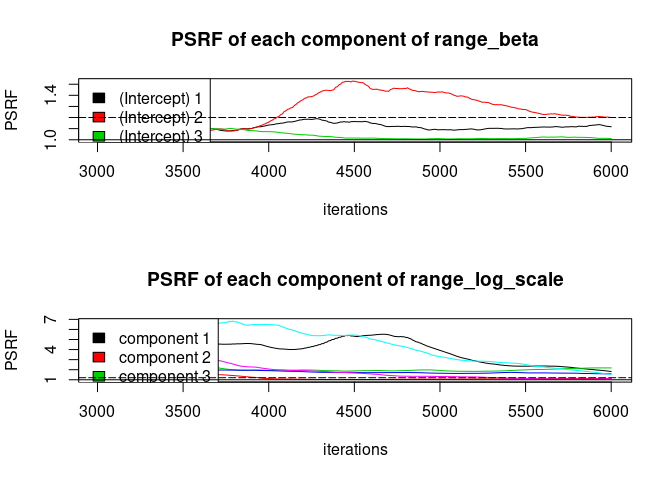 PSRF of each component of range_beta
PSRF
1.0 1.4
(Intercept) 1
(Intercept) 2
(Intercept) 3
3000 3500 4000 4500 5000 5500 6000
iterations
PSRF of each component of range_log_scale
PSRF
1 4 7
component 1
component 2
component 3
3000 3500 4000 4500 5000 5500 6000
iterations